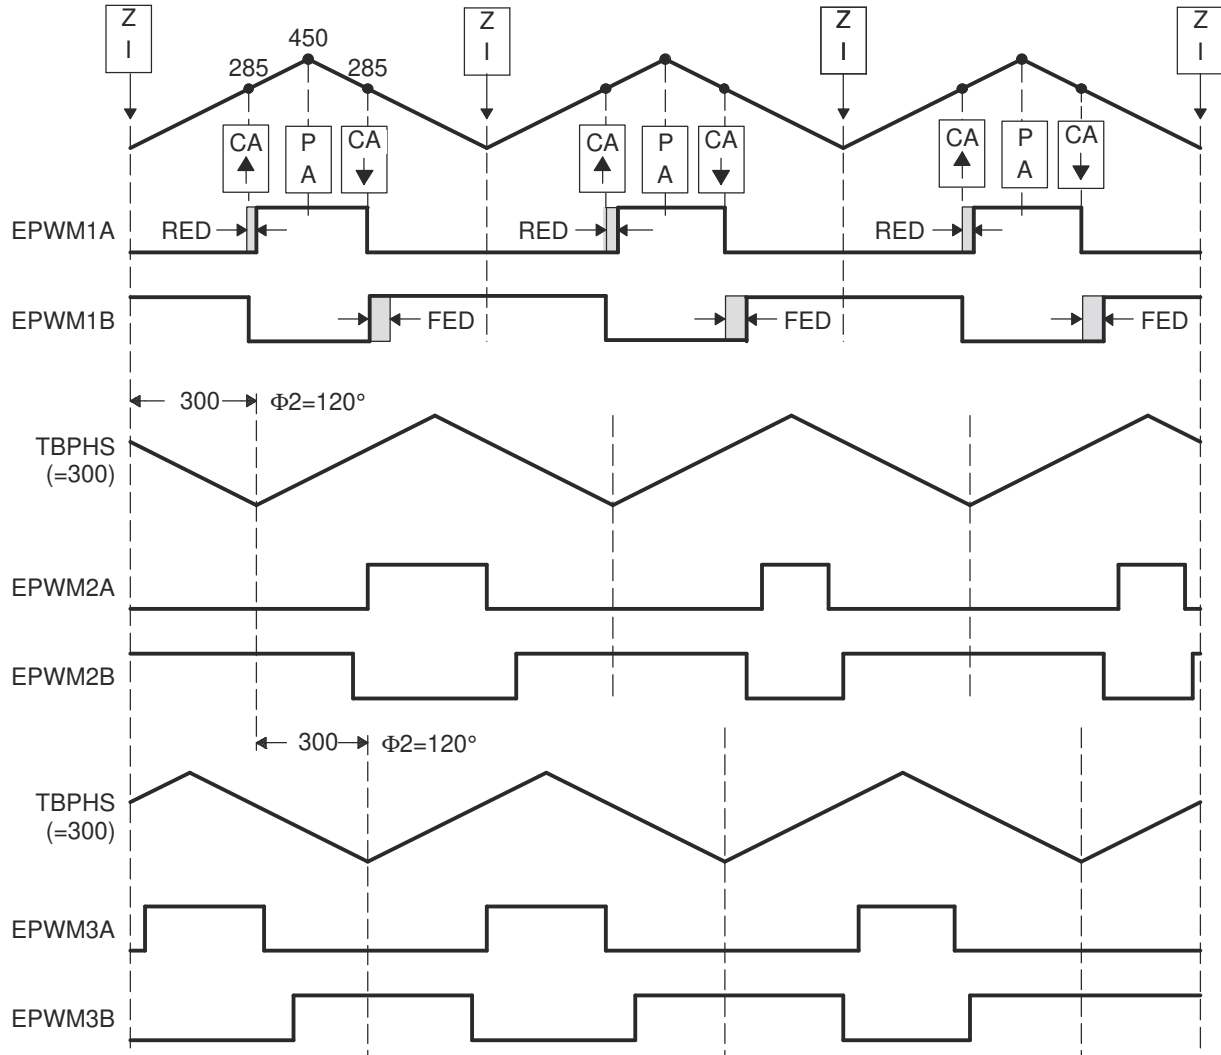 Z Z Z Z
I I I I
450
285 285
CA P CA CA P CA CA P CA
A A A
EPWM1A RED RED RED
EPWM1B FED FED FED
300 Φ2=120°
TBPHS
(=300)
EPWM2A
EPWM2B
300 Φ2=120°
TBPHS
(=300)
EPWM3A
EPWM3B